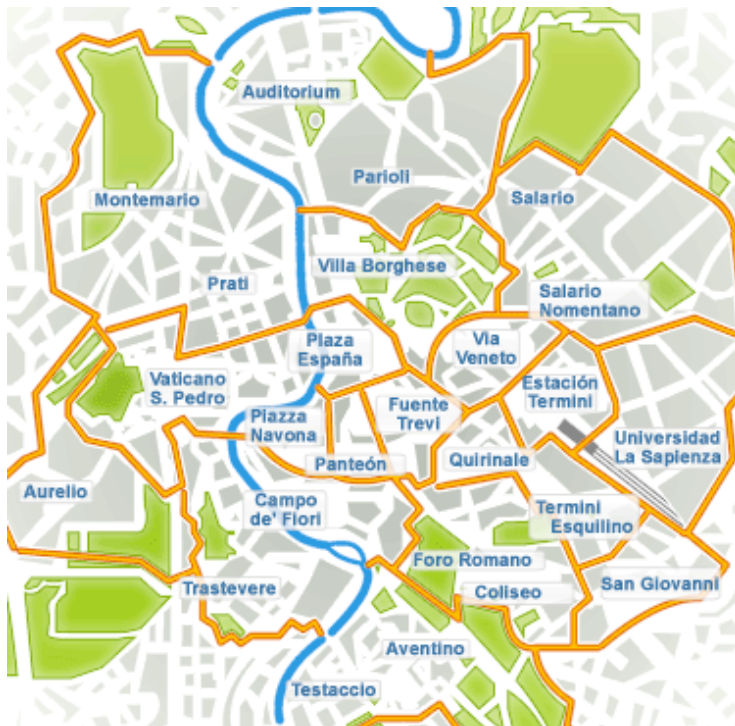 Auditorium
Parioli
Montemario
Salario
Villa Borghese
Prati
Salario
Nomentano
Plaza
España
Via
Veneto
Vaticano
S. Pedro
Estación
Termini
Piazza
Navona
Fuente
Trevi
Universidad
La Sapienza
Panteón
Quirinale
Aurelio
Campo
de' Fiori
Termini
Esquilino
Foro Romano
San Giovanni
Trastevere
Coliseo
Aventino
Testaccio